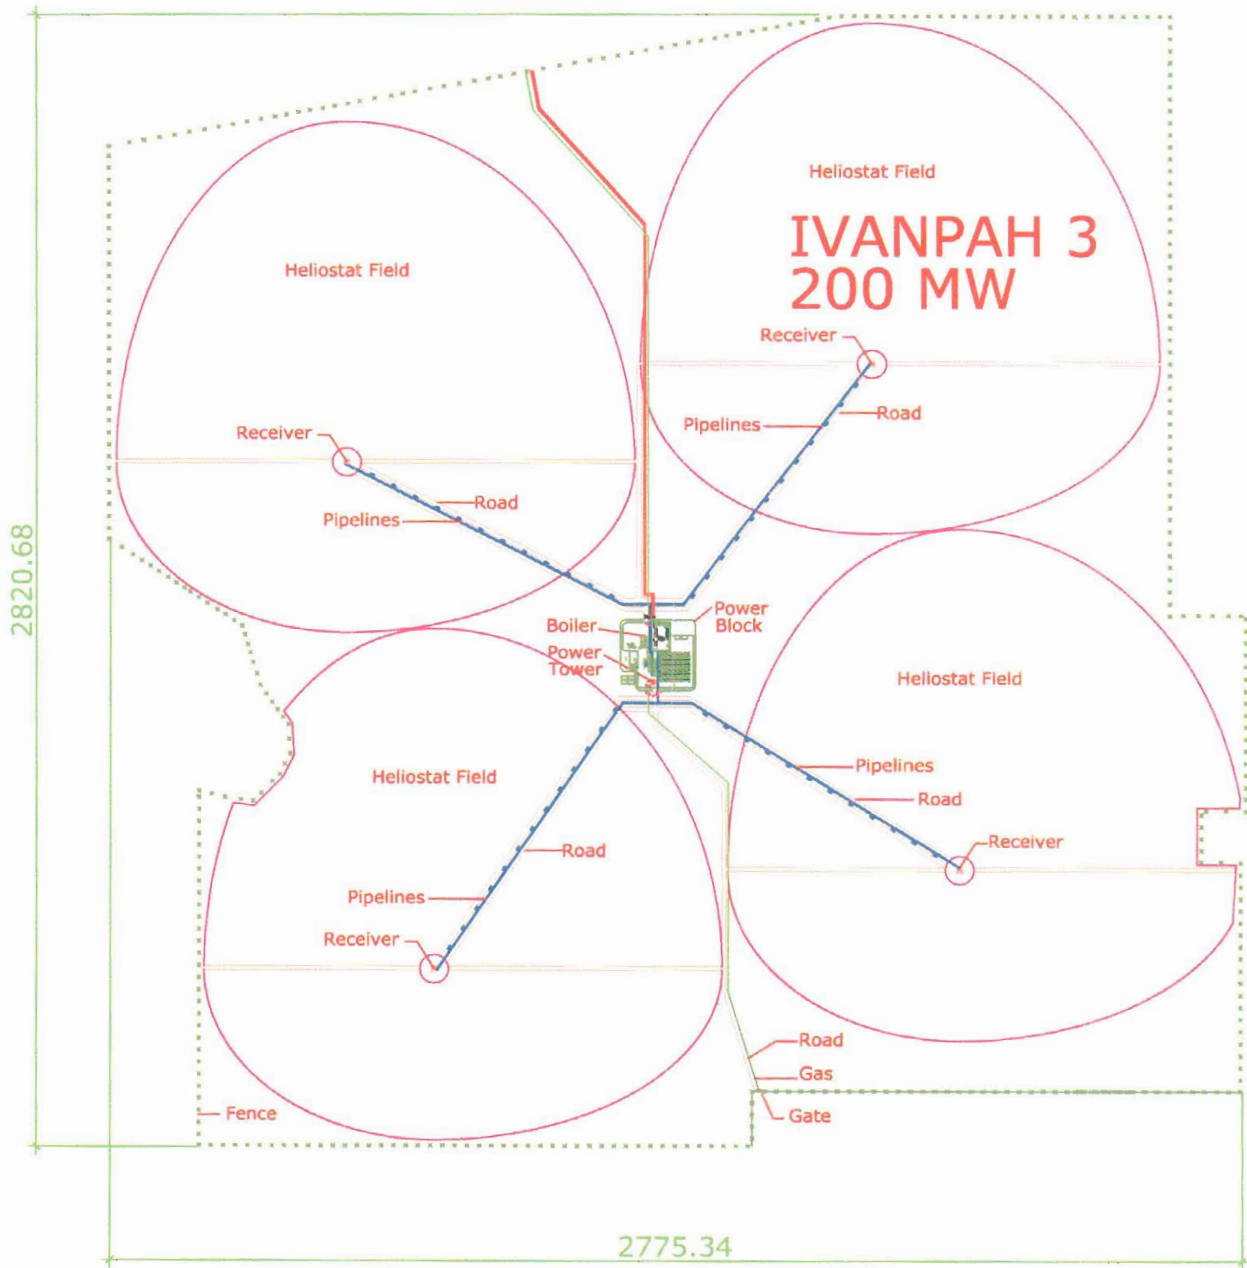 Heliostat Field
IVANPAH 3
200 MW
Heliostat Field
Receiver
Road
Pipelines
Receiver
Road
Pipelines
2820.68
Boiler
Power
Tower
Power
Block
Heliostat Field
Heliostat Field
Pipelines
Road
Receiver
Road
Pipelines
Receiver
Road
Gas
Gate
Fence
2775.34